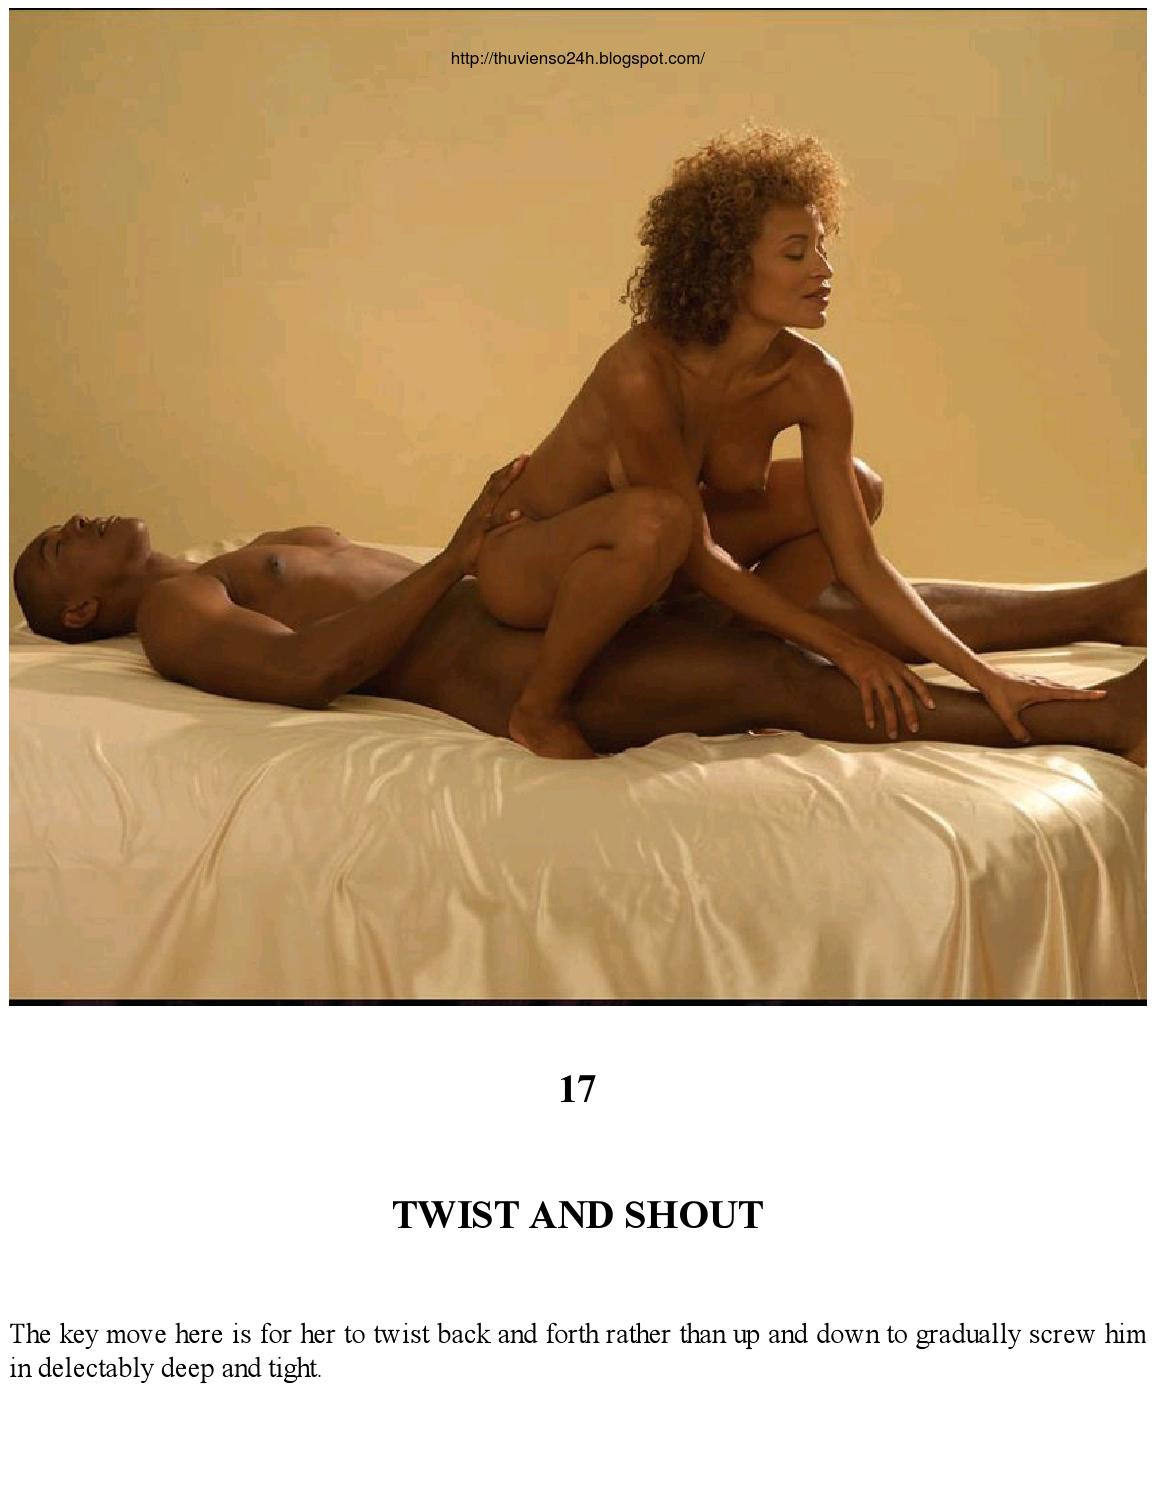 http://thuvienso24h.blogspot.com/
17
TWIST AND SHOUT
The key move here is for her to twist back and forth rather than up and down to gradually screw him
in delectably deep and tight.